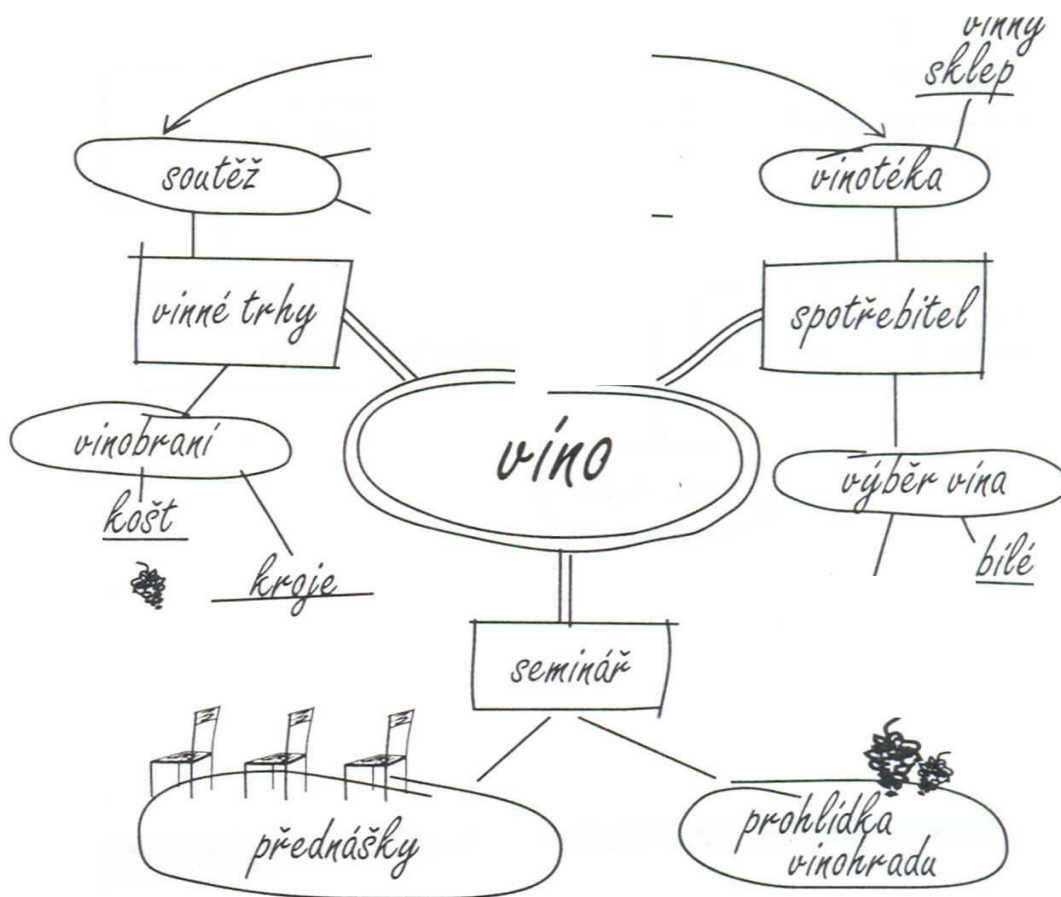 vinný
sklep
soutěž
vinotéka
vinné trhy
spotřebitel
vinobraní
víno
výběr vína
košt
bílé
kroje
seminář
přednášky
prohlídka
vinohradu